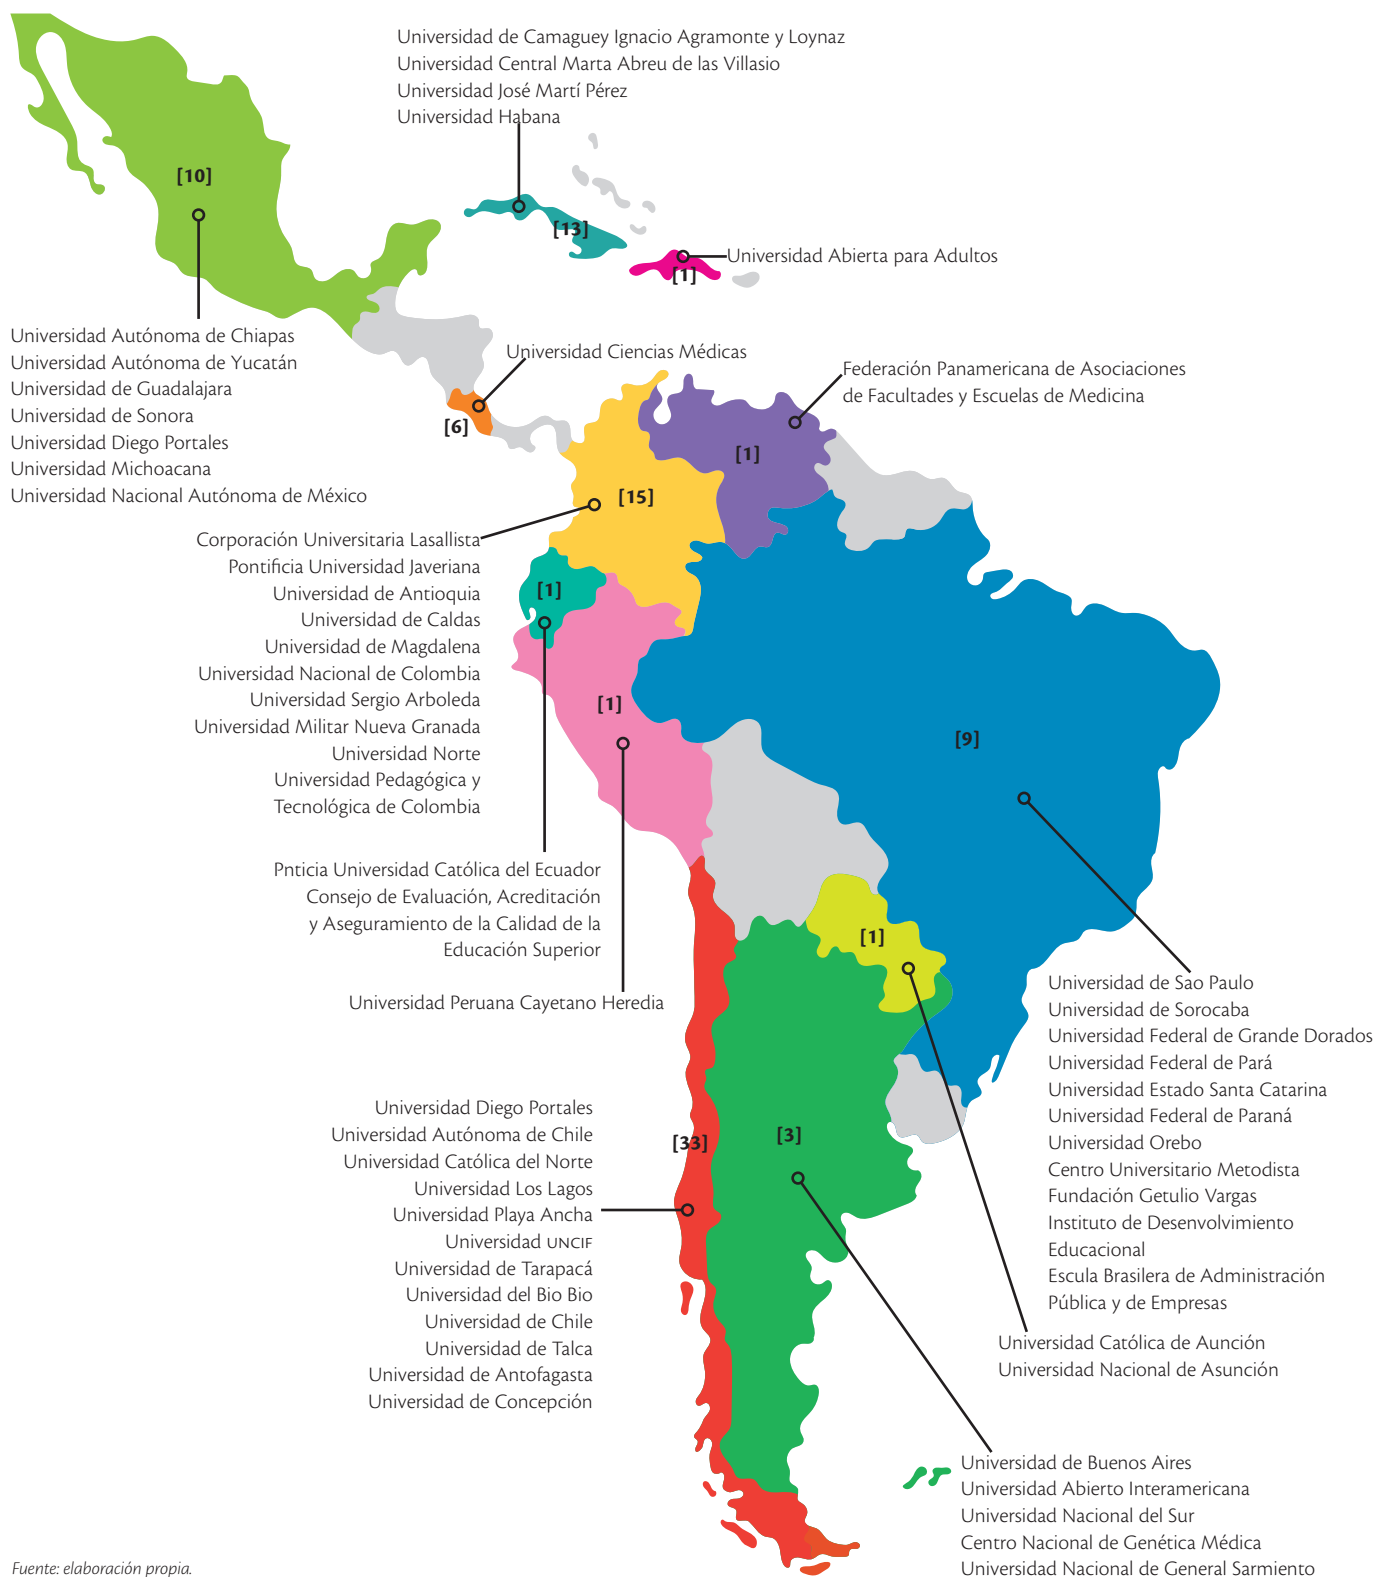 Universidad de Camaguey Ignacio Agramonte y Loynaz
Universidad Central Marta Abreu de las Villasio
Universidad José Martí Pérez
Universidad Habana
[10]
[13]
Universidad Abierta para Adultos
[1]
Universidad Autónoma de Chiapas
Universidad Autónoma de Yucatán
Universidad de Guadalajara
Universidad de Sonora
Universidad Diego Portales
Universidad Michoacana
Universidad Nacional Autónoma de México
Universidad Ciencias Médicas
[6]
Federación Panamericana de Asociaciones
de Facultades y Escuelas de Medicina
[1]
[15]
Corporación Universitaria Lasallista
Pontificia Universidad Javeriana
Universidad de Antioquia
Universidad de Caldas
Universidad de Magdalena
Universidad Nacional de Colombia
Universidad Sergio Arboleda
Universidad Militar Nueva Granada
Universidad Norte
Universidad Pedagógica y
Tecnológica de Colombia
[1]
[1]
[9]
Pnticia Universidad Católica del Ecuador
Consejo de Evaluación, Acreditación
y Aseguramiento de la Calidad de la
Educación Superior
Universidad Peruana Cayetano Heredia
[1]
Universidad de Sao Paulo
Universidad de Sorocaba
Universidad Federal de Grande Dorados
Universidad Federal de Pará
Universidad Estado Santa Catarina
Universidad Federal de Paraná
Universidad Orebo
Centro Universitario Metodista
Fundación Getulio Vargas
Instituto de Desenvolvimiento
Educacional
Escula Brasilera de Administración
Pública y de Empresas
Universidad Diego Portales
Universidad Autónoma de Chile
Universidad Católica del Norte
Universidad Los Lagos
Universidad Playa Ancha
Universidad UNCIF
Universidad de Tarapacá
Universidad del Bio Bio
Universidad de Chile
Universidad de Talca
Universidad de Antofagasta
Universidad de Concepción
[33]
[3]
Universidad Católica de Aunción
Universidad Nacional de Asunción
Universidad de Buenos Aires
Universidad Abierto Interamericana
Universidad Nacional del Sur
Centro Nacional de Genética Médica
Universidad Nacional de General Sarmiento
Fuente: elaboración propia.